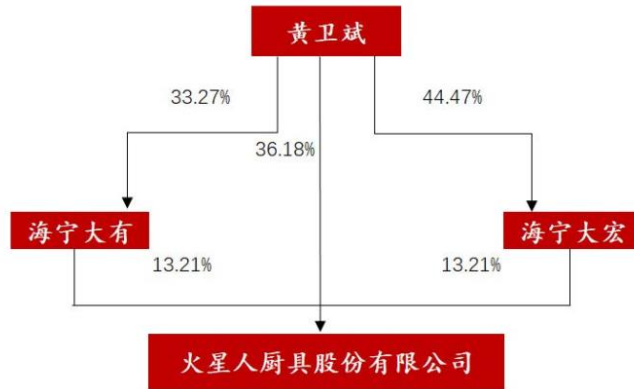 黄卫斌
33.27%
44.47%
36.18%
海宁大有
海宁大宏
13.21%
13.21%
火星人厨具股份有限公司